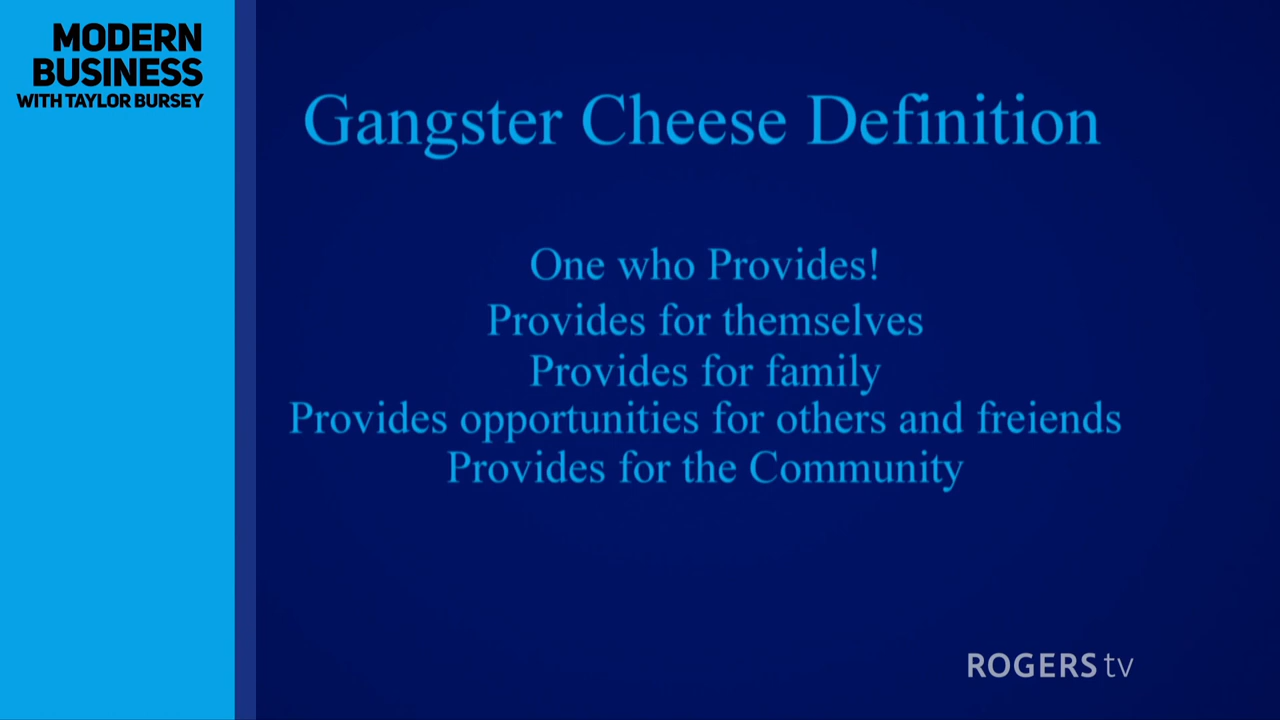 MODERN
BUSINESS
WITH TAYLOR BURSEY
Gangster Cheese Definition
One who Provides!
Provides for themselves
Provides for family
Provides opportunities for others and freiends
Provides for the Community
ROGERS tv